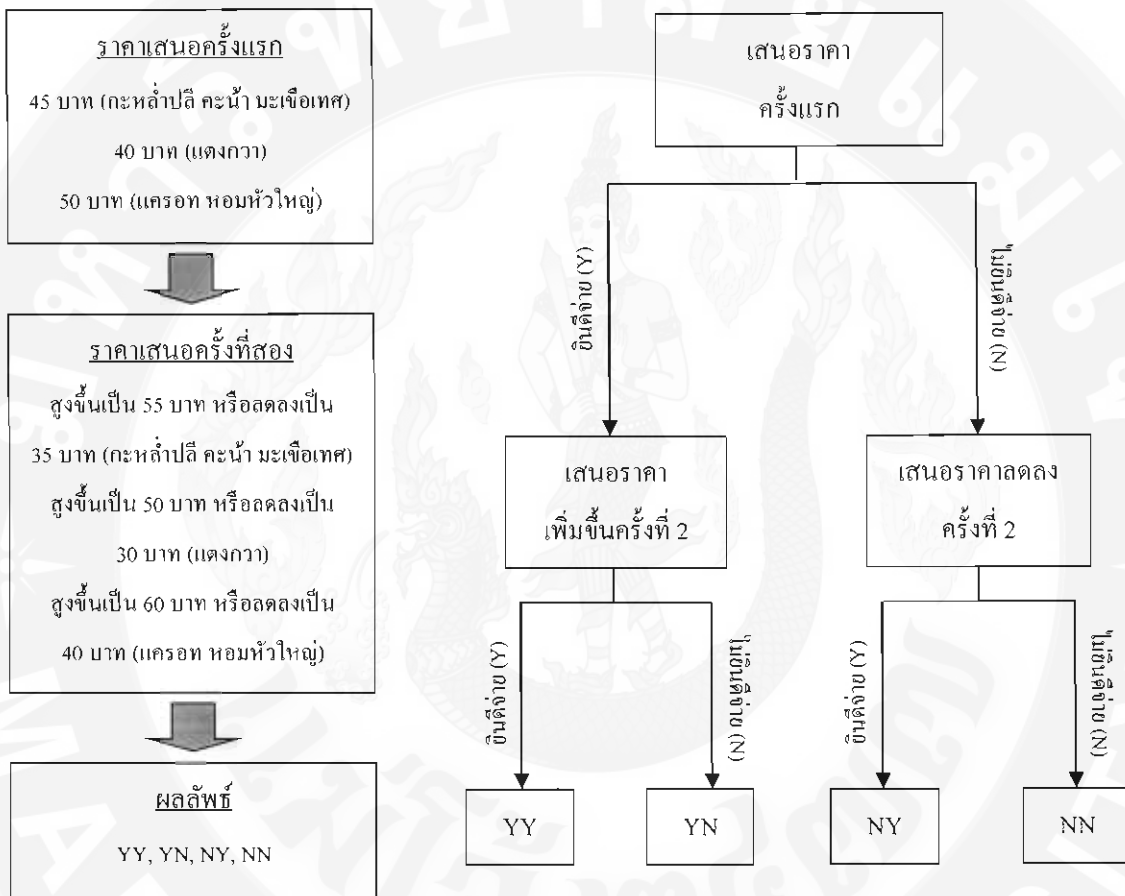 ราคาเสนอครั้งแรก
45 บาท (กะหล่ำปลี คะน้า มะเขือเทศ)
40 บาท (แตงกวา)
50 บาท (แครอท หอมหัวใหญ่)
ราคาเสนอครั้งที่สอง
สูงขึ้นเป็น 55 บาท หรือลดลงเป็น
35 บาท (กะหล่ำปลี คะน้า มะเขือเทศ)
สูงขึ้นเป็น 50 บาท หรือลดลงเป็น
30 บาท (แตงกวา)
สูงขึ้นเป็น 60 บาท หรือลดลงเป็น
40 บาท (แครอท หอมหัวใหญ่)
ผลลัพธ์
YY, YN, NY, NN
เสนอราคา
ครั้งแรก
ยินดีจ่าย (Y)
ไม่ยินดีจ่าย (N)
เสนอราคา
เพิ่มขึ้นครั้งที่ 2
เสนอราคาลดลง
ครั้งที่ 2
ยินดีจ่าย (Y)
ไม่ยินดีจ่าย (N)
ยินดีจ่าย (Y)
ไม่ยินดีจ่าย (N)
YY
YN
NY
NN